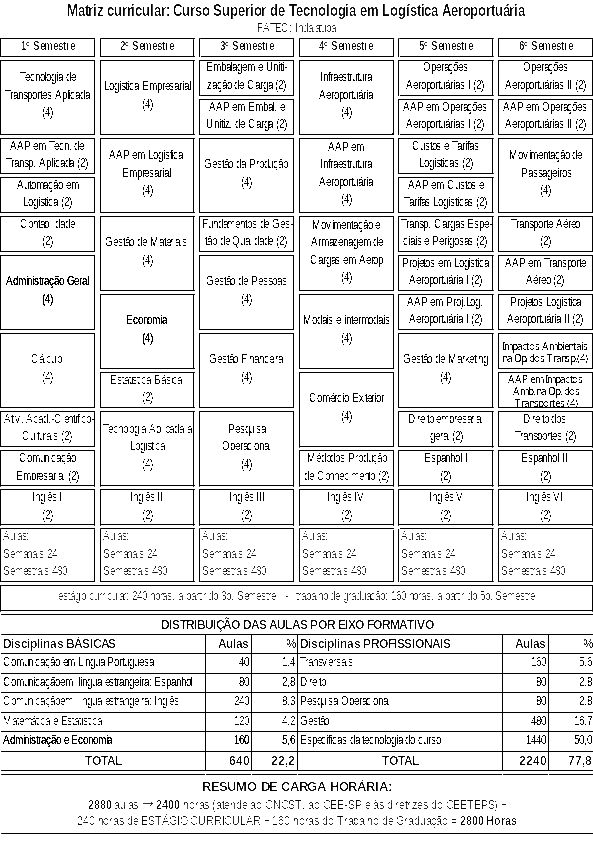 Matriz curricular: Curso Superior de Tecnologia em Logística Aeroportuária
FATEC: Indaiatuba
1º Semestre
Tecnologia de
Transportes Aplicada
(4)
AAP em Tecn. de
Transp. Aplicada (2)
Automação em
Logística (2)
Contabilidade
(2)
Administração Geral
(4)
Cálculo
(4)
Ativ. Acad.-Científico-
Culturais (2)
Comunicação
Empresarial (2)
Inglês I
(2)
Aulas:
Semanais 24
Semestrais 480
2º Semestre
Logística Empresarial
(4)
AAP em Logística
Empresarial
(4)
Gestão de Materiais
(4)
Economia
(4)
Estatística Básica
(2)
Tecnologia Aplicada a
Logística
(4)
Inglês II
(2)
Aulas:
Semanais 24
Semestrais 480
3º Semestre
Embalagem e Uniti-
zação de Carga (2)
AAP em Embal. e
Unitiz. de Carga (2)
Gestão da Produção
(4)
Fundamentos de Ges-
tão de Qualidade (2)
Gestão de Pessoas
(4)
Gestão Financeira
(4)
Pesquisa
Operacional
(4)
Inglês III
(2)
Aulas:
Semanais 24
Semestrais 480
4º Semestre
Infraestrutura
Aeroportuária
(4)
AAP em
Infraestrutura
Aeroportuária
(4)
Movimentação e
Armazenagem de
Cargas em Aerop
(4)
Modais e intermodais
(4)
Comércio Exterior
(4)
Métodos Produção
de Conhecimento (2)
Inglês IV
(2)
Aulas:
Semanais 24
Semestrais 480
5º Semestre
Operações
Aeroportuárias I (2)
AAP em Operações
Aeroportuárias I (2)
Custos e Tarifas
Logísticas (2)
AAP em Custos e
Tarifas Logísticas (2)
Transp. Cargas Espe-
ciais e Perigosas (2)
Projetos em Logística
Aeroportuária I (2)
AAP em Proj.Log.
Aeroportuária I (2)
Gestão de Marketing
(4)
Direito empresarial
geral (2)
Espanhol I
(2)
Inglês V
(2)
Aulas:
Semanais 24
Semestrais 480
6º Semestre
Operações
Aeroportuárias II (2)
AAP em Operações
Aeroportuárias II (2)
Movimentação de
Passageiros
(4)
Transporte Aéreo
(2)
AAP em Transporte
Aéreo (2)
Projetos Logística
Aeroportuária II (2)
Impactos Ambientais
na Op. dos Transp.(4)
AAP em Impactos
Amb.na Op. dos
Transportes (4)
Direito dos
Transportes (2)
Espanhol II
(2)
Inglês VI
(2)
Aulas:
Semanais 24
Semestrais 480
estágio curricular: 240 horas, a partir do 3o. Semestre - trabalho de graduação: 160 horas, a partir do 5o. Semestre
DISTRIBUIÇÃO DAS AULAS POR EIXO FORMATIVO
Disciplinas BÁSICAS Aulas % Disciplinas PROFISSIONAIS Aulas %
Comunicação em Língua Portuguesa 40 1,4 Transversais 160 5,6
Comunicaçãoem língua estrangeira: Espanhol 80 2,8 Direito 80 2,8
Comunicaçãoem língua estrangeira: Inglês 240 8,3 Pesquisa Operacional 80 2,8
Matemática e Estatística 120 4,2 Gestão 480 16,7
Administração e Economia 160 5,6 Específicas da tecnologia do curso 1440 50,0
TOTAL 640 22,2 TOTAL 2240 77,8
RESUMO DE CARGA HORÁRIA:
2880 aulas → 2400 horas (atende ao CNCST, ao CEE-SP e às diretrizes do CEETEPS) +
240 horas de ESTÁGIO CURRICULAR + 160 horas do Trabalho de Graduação = 2800 Horas